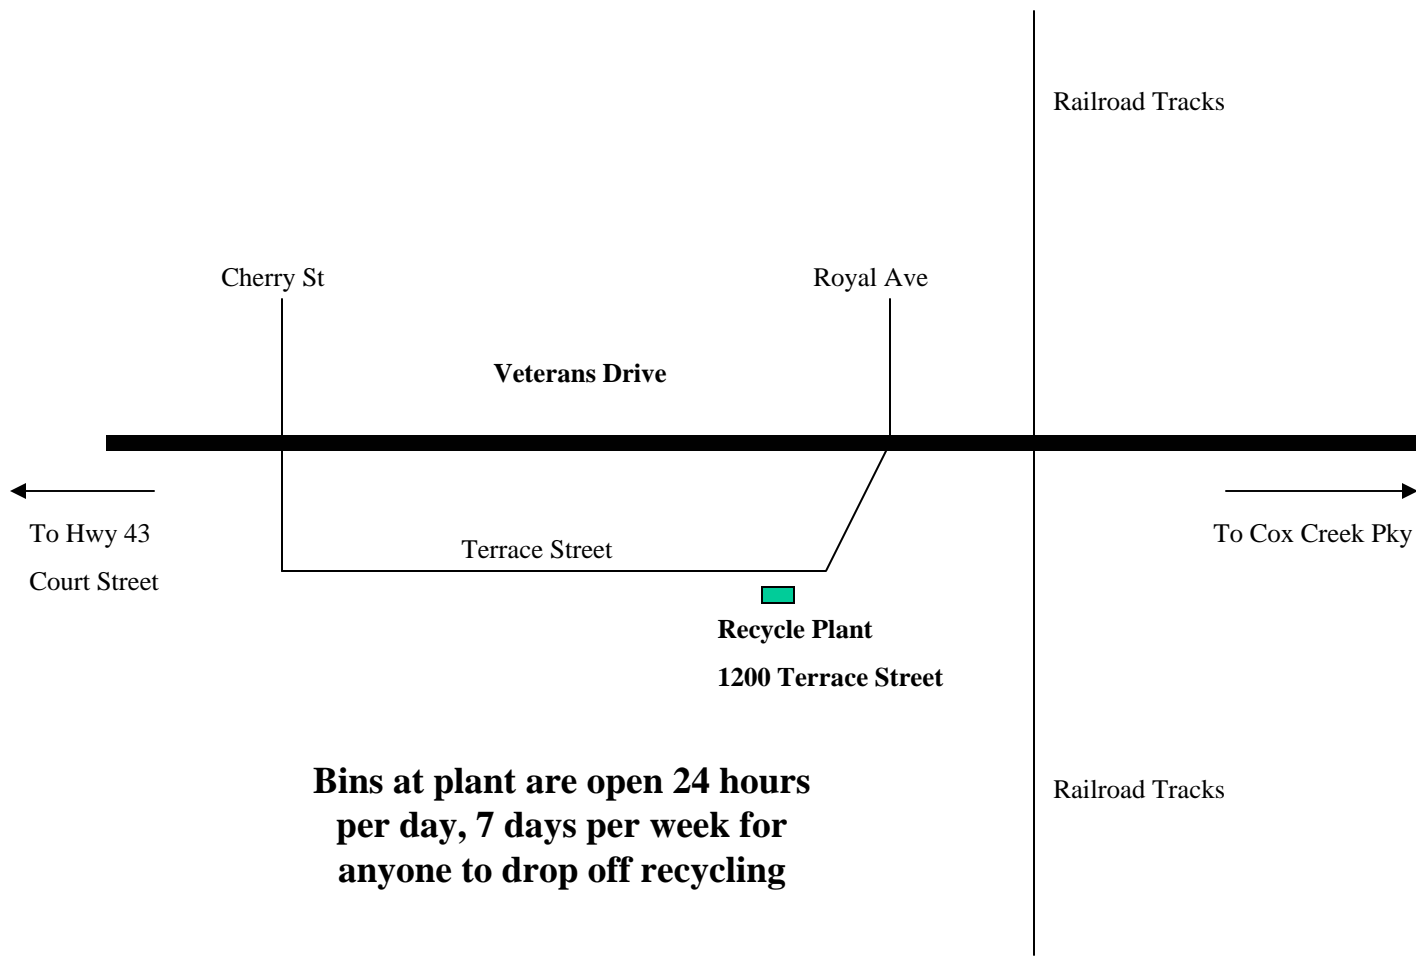 Railroad Tracks
Cherry St
Royal Ave
Veterans Drive
To Hwy 43
Court Street
Terrace Street
To Cox Creek Pky
Recycle Plant
1200 Terrace Street
Bins at plant are open 24 hours
per day, 7 days per week for
anyone to drop off recycling
Railroad Tracks